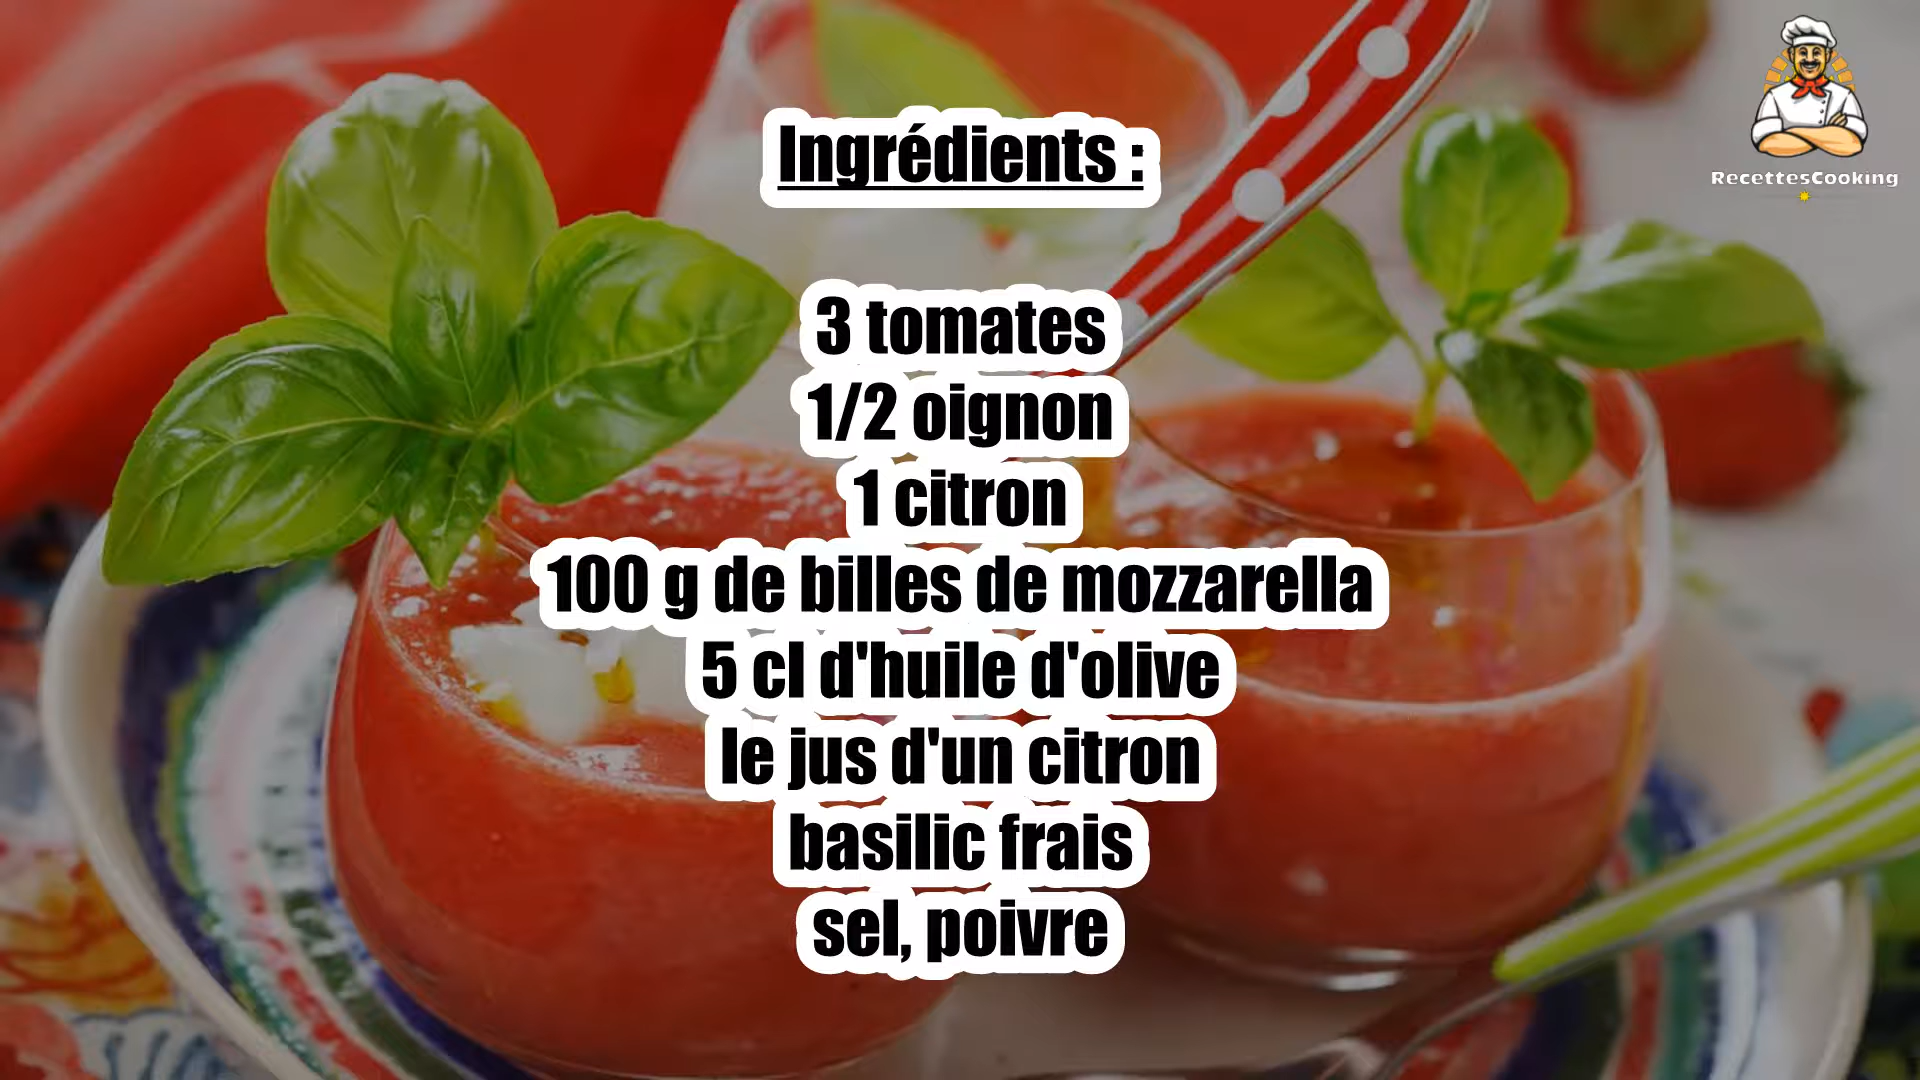 RecettesCooking
Ingrédients :
3 tomates
1/2 oignon
1 citron
100 g de billes de mozzarella
5 cl d'huile d'olive
le jus d'un citron
basilic frais
sel, poivre